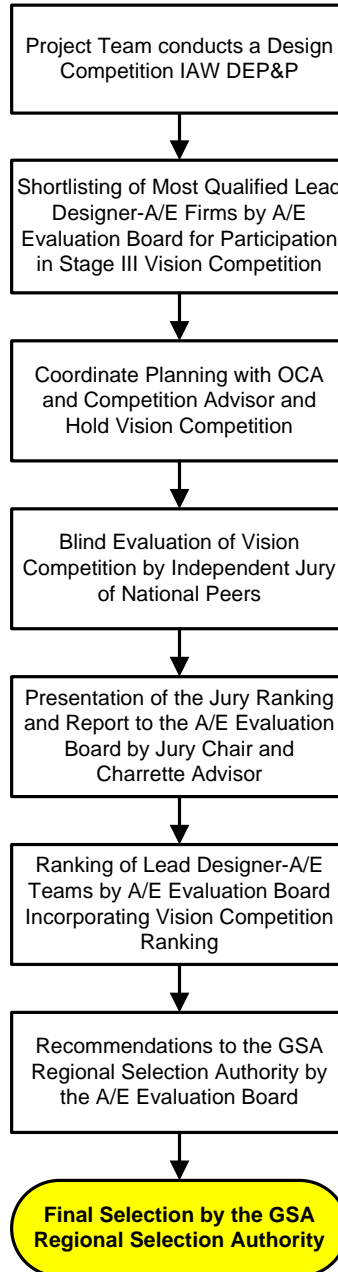 Project Team conducts a Design
Competition IAW DEP&P
Shortlisting of Most Qualified Lead
Designer-A/E Firms by A/E
Evaluation Board for Participation
in Stage III Vision Competition
Coordinate Planning with OCA
and Competition Advisor and
Hold Vision Competition
Blind Evaluation of Vision
Competition by Independent Jury
of National Peers
Presentation of the Jury Ranking
and Report to the A/E Evaluation
Board by Jury Chair and
Charrette Advisor
Ranking of Lead Designer-A/E
Teams by A/E Evaluation Board
Incorporating Vision Competition
Ranking
Recommendations to the GSA
Regional Selection Authority by
the A/E Evaluation Board
Final Selection by the GSA
Regional Selection Authority